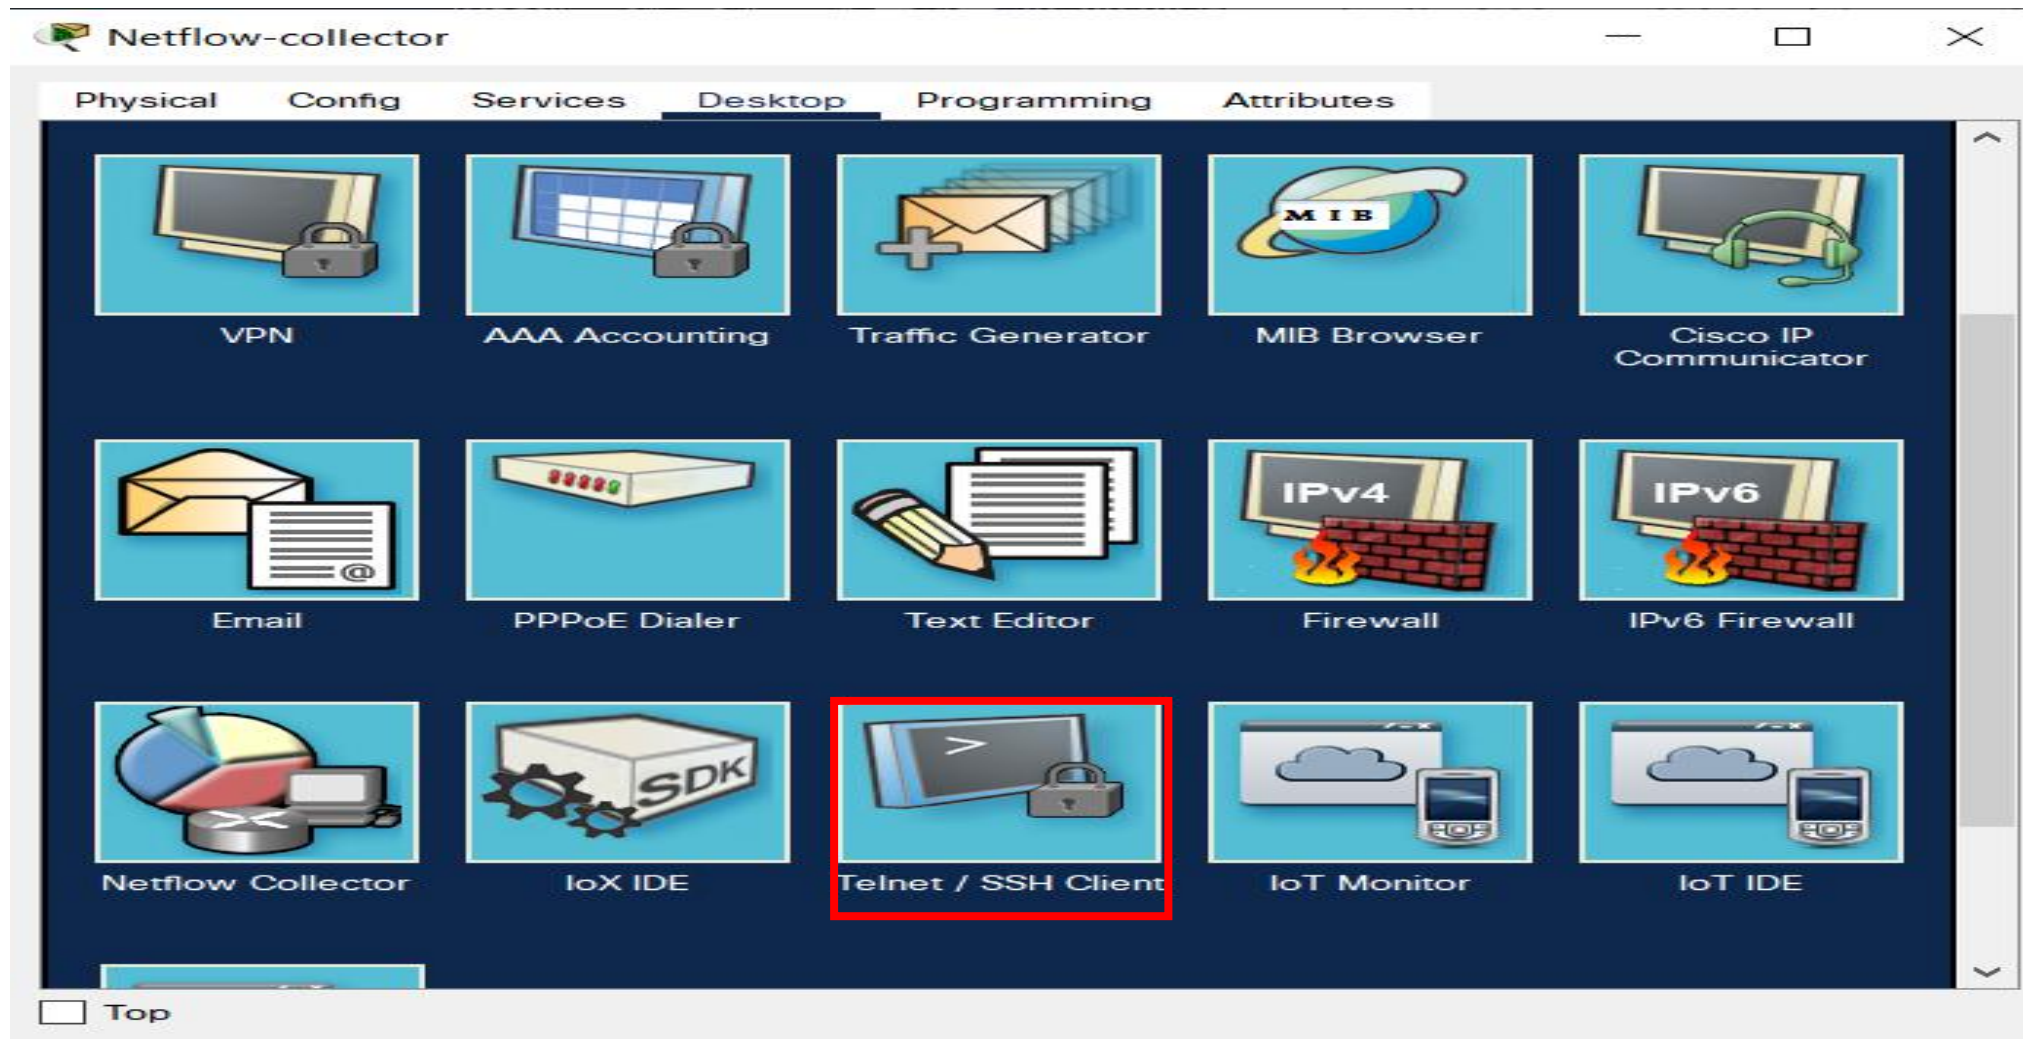 Netflow-collector
Physical Config Services Desktop Programming Attributes
MIB
VPN AAA Accounting Traffic Generator MIB Browser Cisco IP
Communicator
@
IPv4 IPv6
Email PPPoE Dialer Text Editor Firewall IPv6 Firewall
SDK
>
Netflow Collector IoX IDE Telnet / SSH Client IoT Monitor IoT IDE
Top